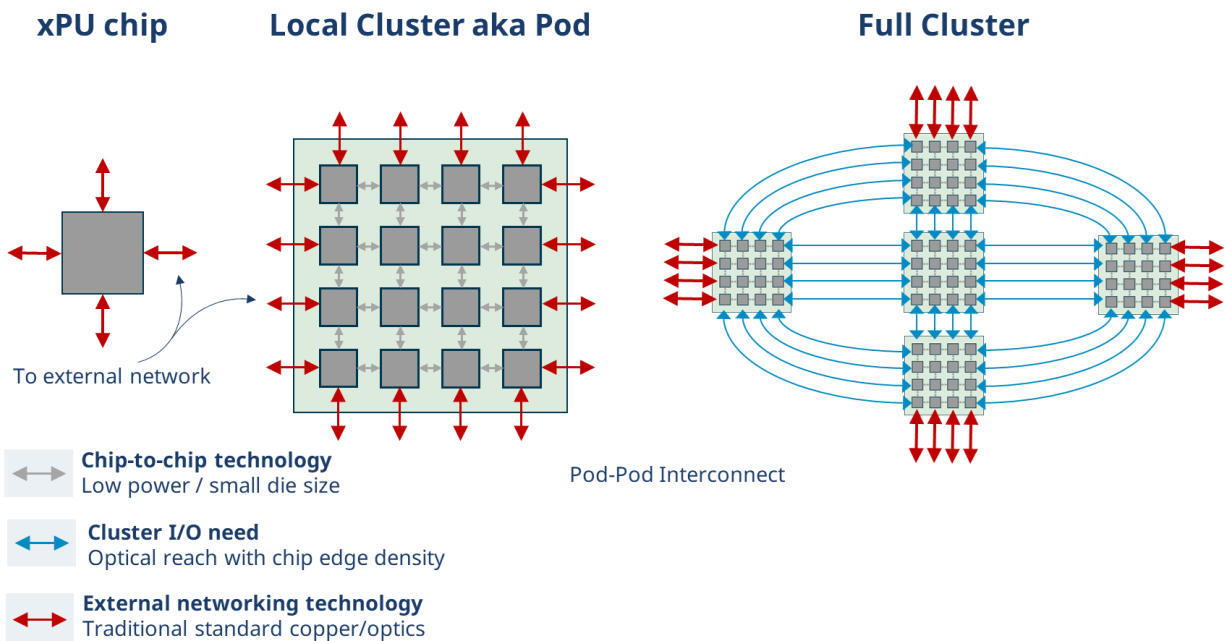 xPU chip
Local Cluster aka Pod
Full Cluster
To external network
Chip-to-chip technology
Low power / small die size
Pod-Pod Interconnect
Cluster I/O need
Optical reach with chip edge density
External networking technology
Traditional standard copper/optics